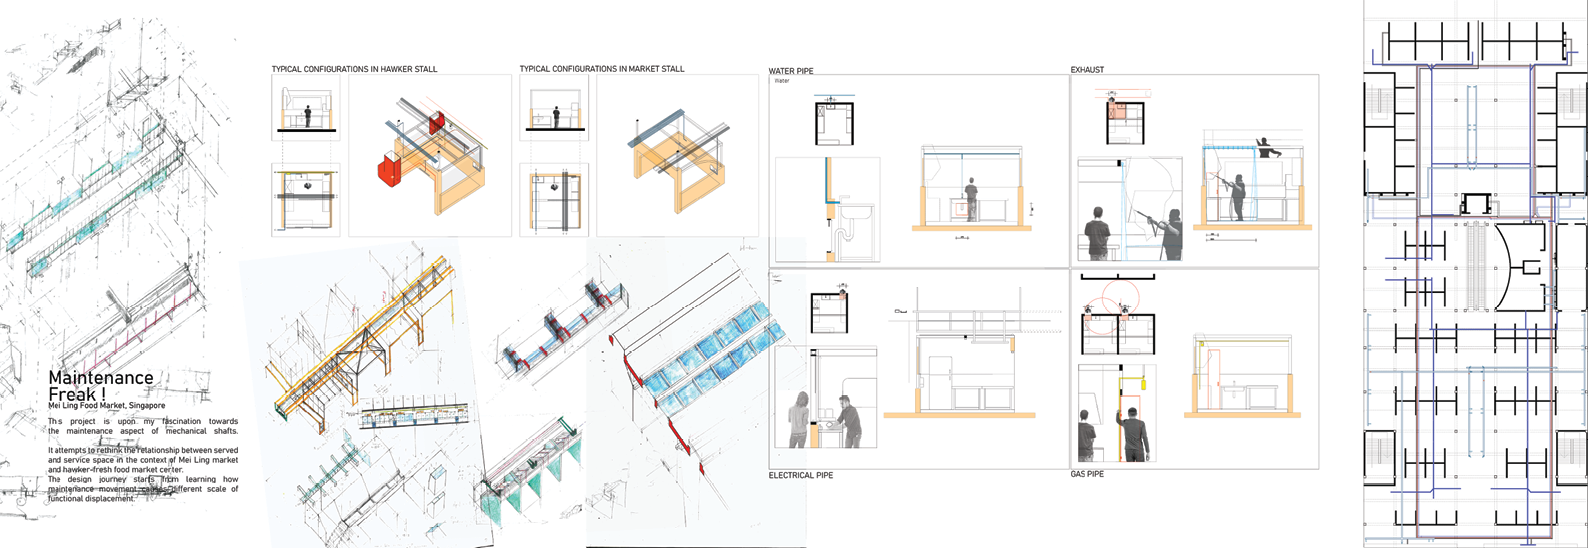 TYPICAL CONFIGURATIONS IN HAWKER STALL
TYPICAL CONFIGURATIONS IN MARKET STALL
WATER PIPE
Water
EXHAUST
Maintenance
Freak !
Mei Ling Food Market, Singapore
This project is upon my fascination towards
the maintenance aspect of mechanical shafts.
It attempts to rethink the relationship between served
and service space in the context of Mei Ling market
and hawker-fresh food market center.
The design journey starts from learning how
maintenance movement carries different scale of
functional displacement.
ELECTRICAL PIPE
GAS PIPE